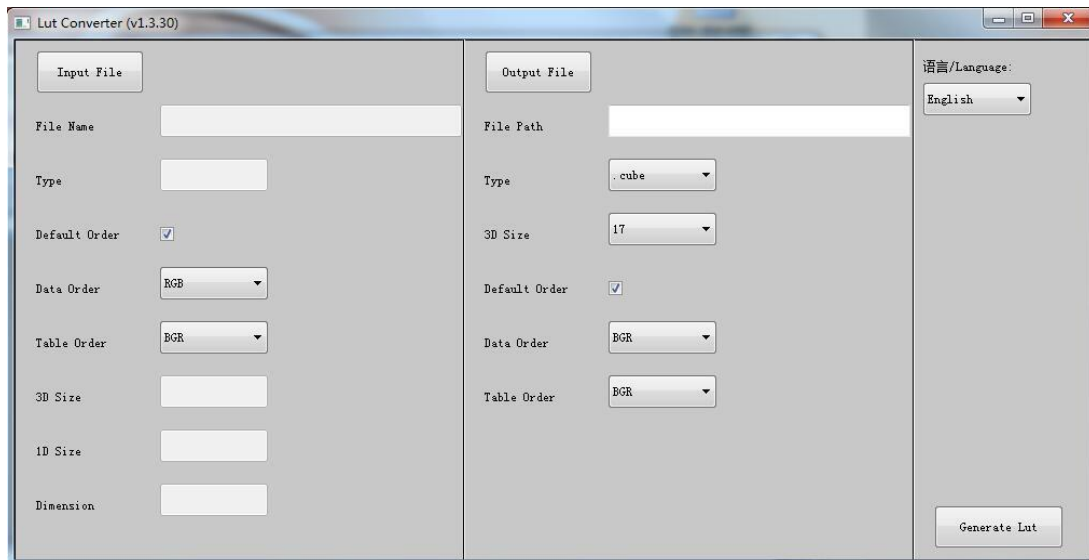 Lut Converter (v1.3.30)
Input File
File Name
Type
Default Order
Data Order RGB
Table Order BGR
3D Size
1D Size
Dimension
Output File
File Path
Type .cube
3D Size 17
Default Order
Data Order BGR
Table Order BGR
语言/Language:
English
Generate Lut